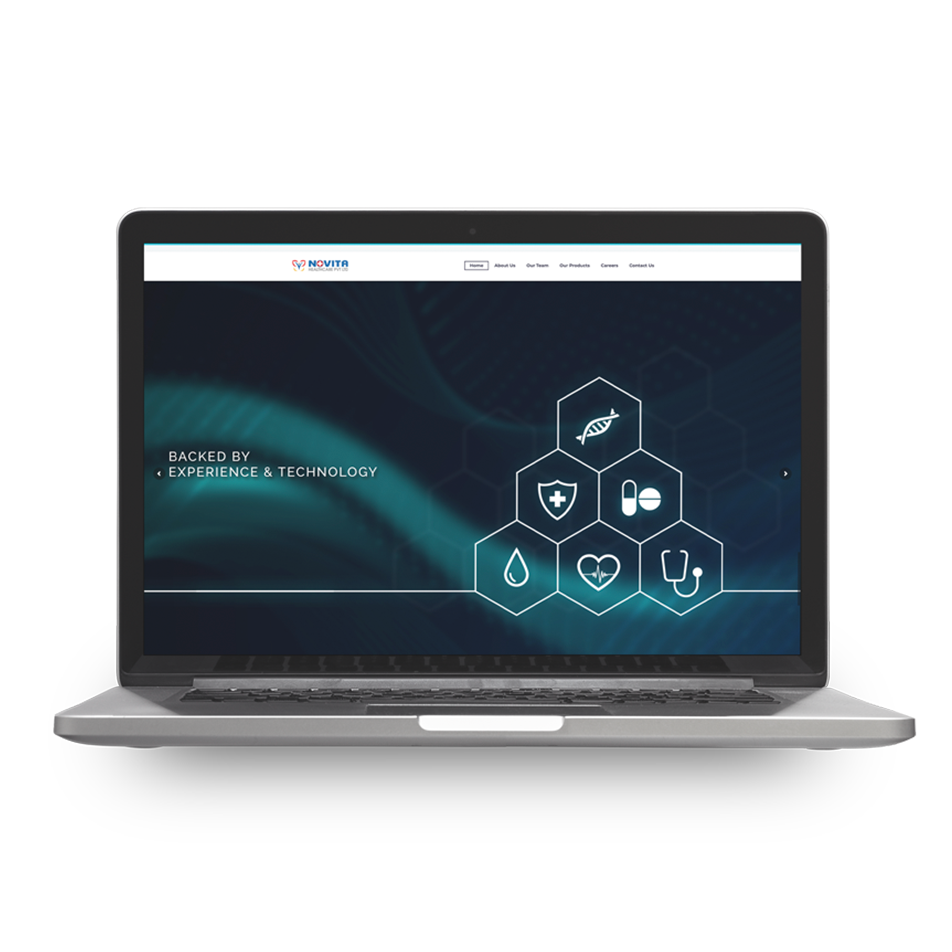 NOVITA
HEALTHCARE PVT LTD
Home About Us Our Team Our Products Careers Contact Us
BACKED BY
EXPERIENCE & TECHNOLOGY